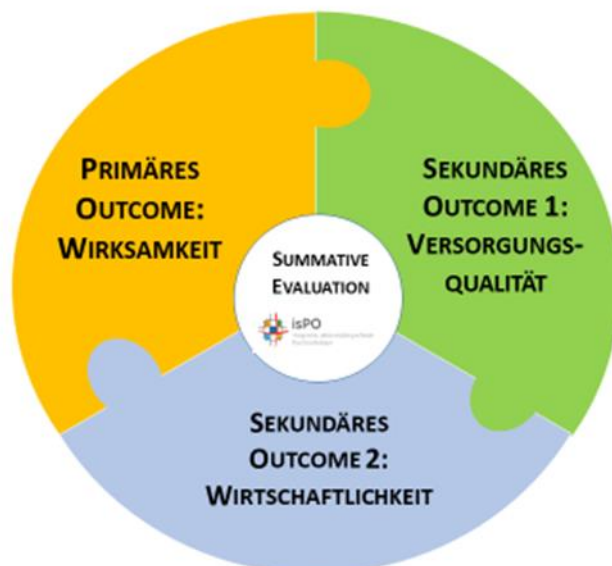 PRIMÄRES
OUTCOME:
WIRKSAMKEIT
SEKUNDÄRES
OUTCOME 1:
VERSORGUNGS-
QUALITÄT
SUMMATIVE
EVALUATION
isPO
SEKUNDÄRES
OUTCOME 2:
WIRTSCHAFTLICHKEIT